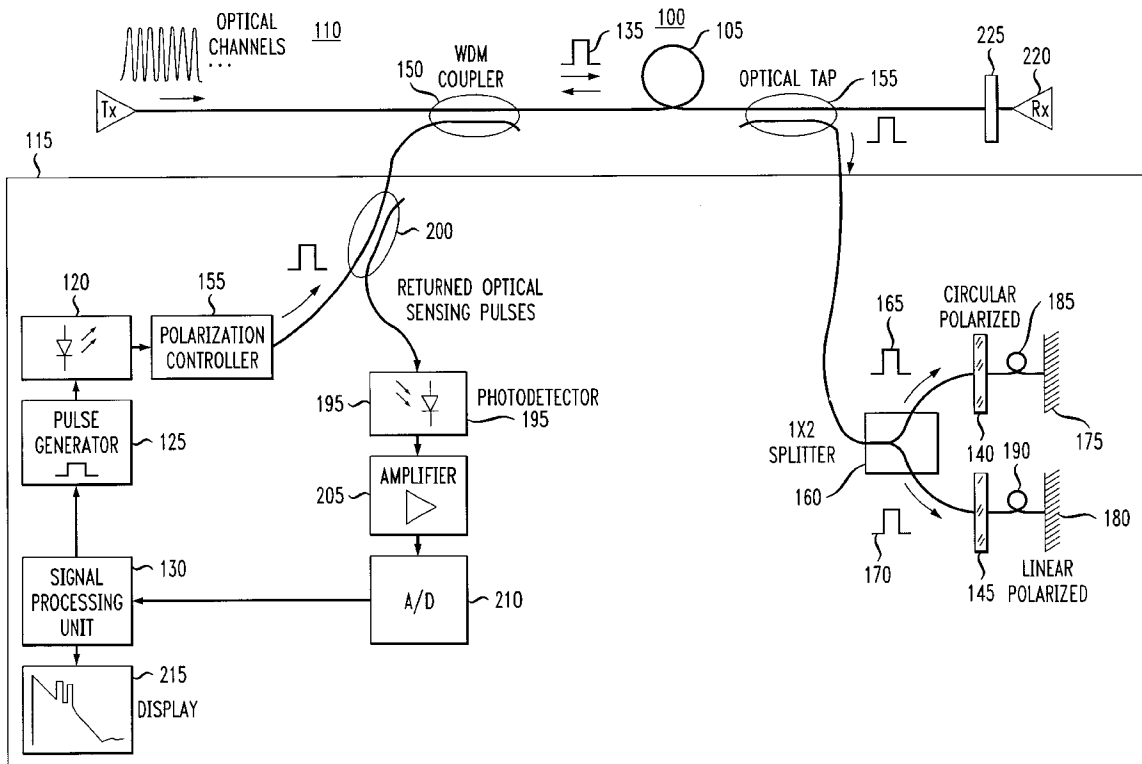 OPTICAL
CHANNELS
...
110
WDM
COUPLER
150
135
100
105
OPTICAL TAP
155
225
220
Tx
Rx
115
200
120
155
POLARIZATION
CONTROLLER
RETURNED OPTICAL
SENSING PULSES
PULSE
GENERATOR
125
195
PHOTODETECTOR
195
AMPLIFIER
205
SIGNAL
PROCESSING
UNIT
130
A/D
210
215
DISPLAY
165
CIRCULAR
POLARIZED
185
1X2
SPLITTER
160
140
175
190
170
145
LINEAR
POLARIZED
180